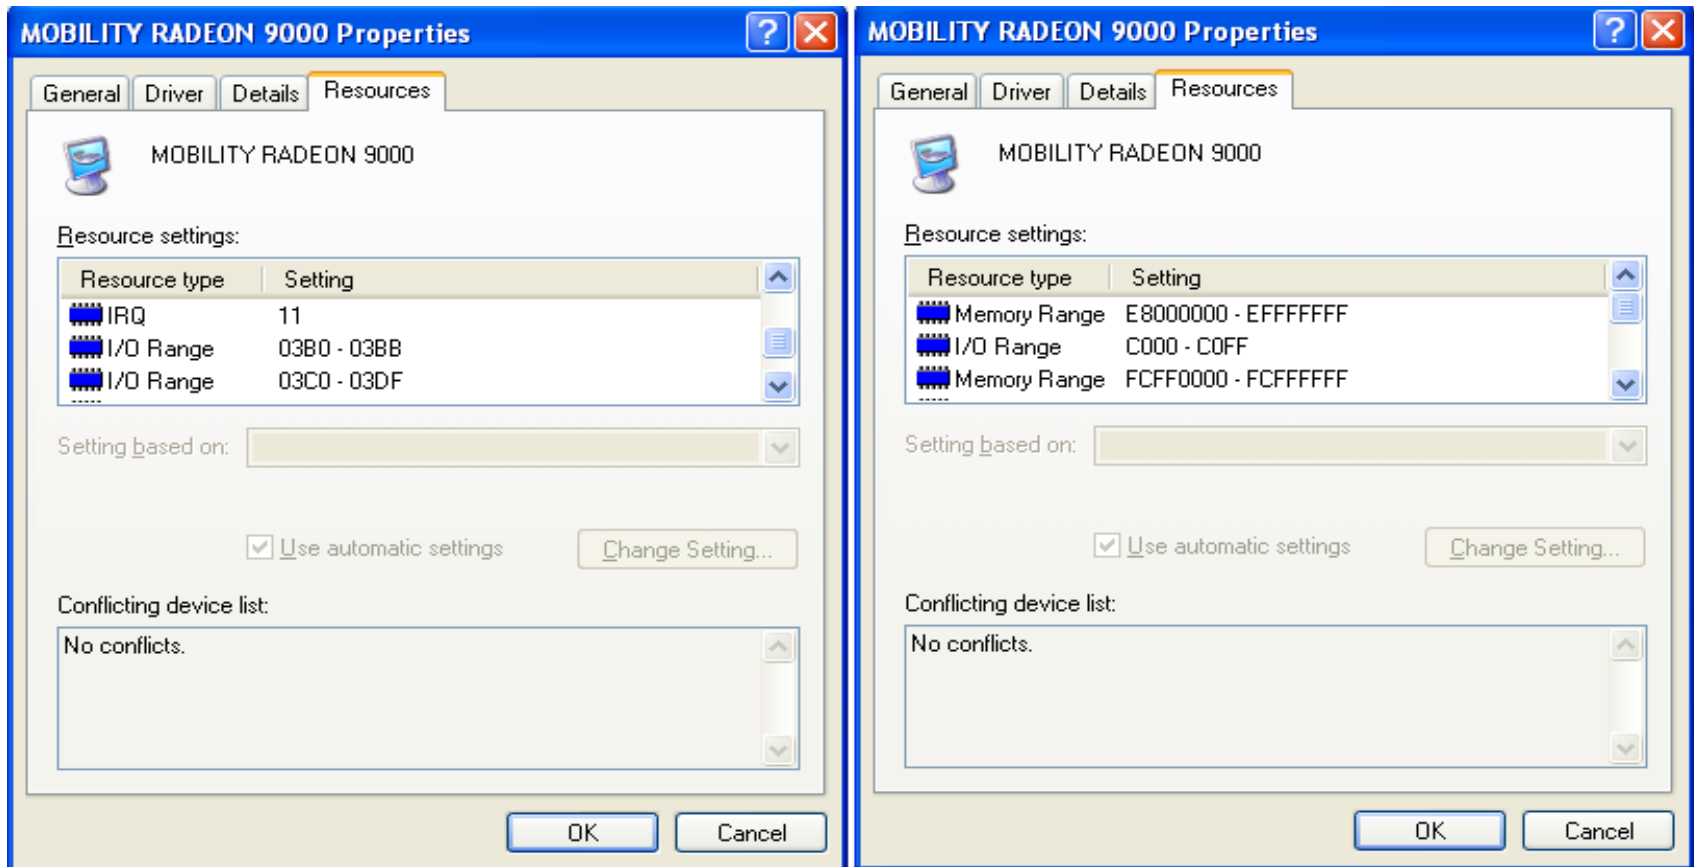 MOBILITY RADEON 9000 Properties
General Driver Details Resources
MOBILITY RADEON 9000
Resource settings:
Resource type Setting
IRQ 11
I/O Range 03B0 - 03BB
I/O Range 03C0 - 03DF
Setting based on:
Use automatic settings Change Setting...
Conflicting device list:
No conflicts.
OK Cancel
MOBILITY RADEON 9000 Properties
General Driver Details Resources
MOBILITY RADEON 9000
Resource settings:
Resource type Setting
Memory Range E8000000 - EFFFFFFF
I/O Range C000 - C0FF
Memory Range FCFF0000 - FCFFFFFF
Setting based on:
Use automatic settings Change Setting...
Conflicting device list:
No conflicts.
OK Cancel